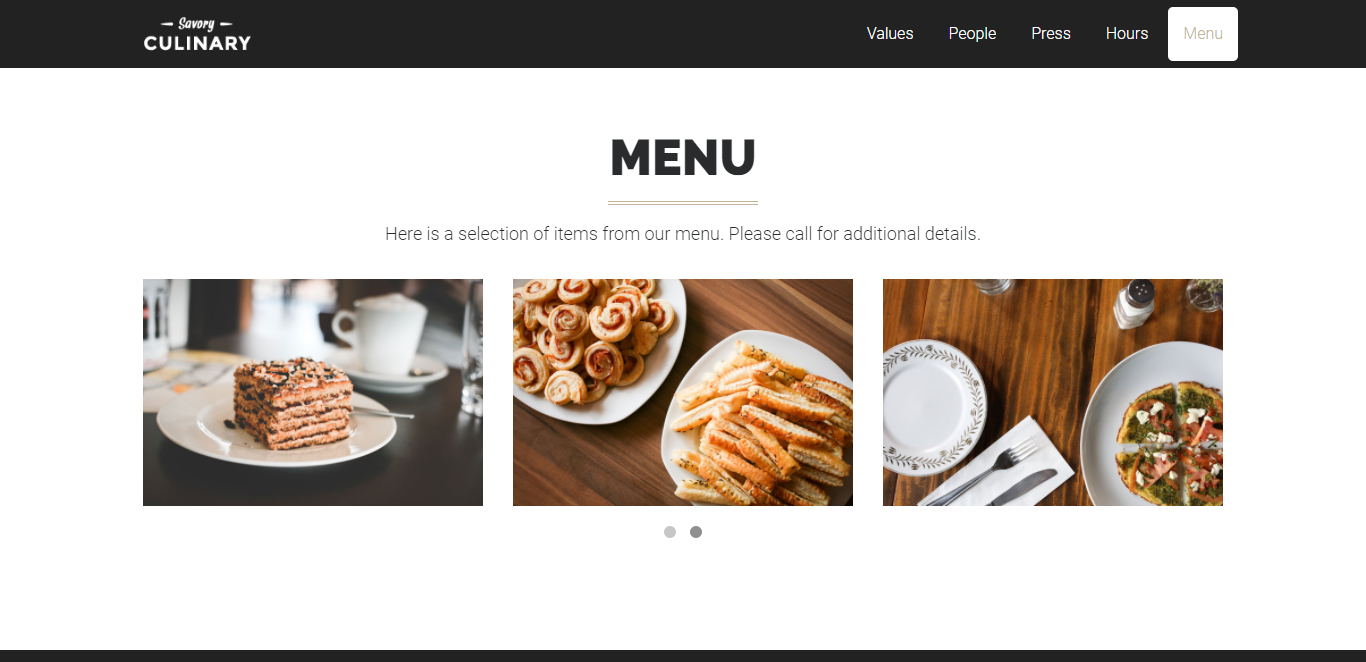 Savory
CULINARY
Values People Press Hours Menu
MENU
Here is a selection of items from our menu. Please call for additional details.